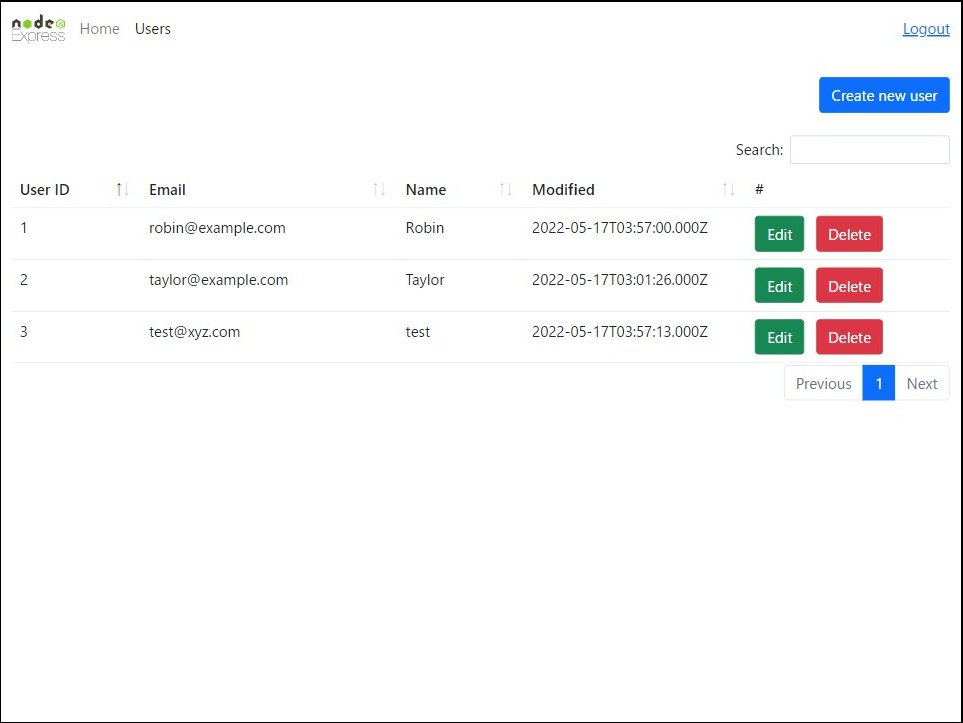 node
Express Home Users Logout
Create new user
Search:
User ID Email Name Modified #
1 robin@example.com Robin 2022-05-17T03:57:00.000Z Edit Delete
2 taylor@example.com Taylor 2022-05-17T03:01:26.000Z Edit Delete
3 test@xyz.com test 2022-05-17T03:57:13.000Z Edit Delete
Previous 1 Next